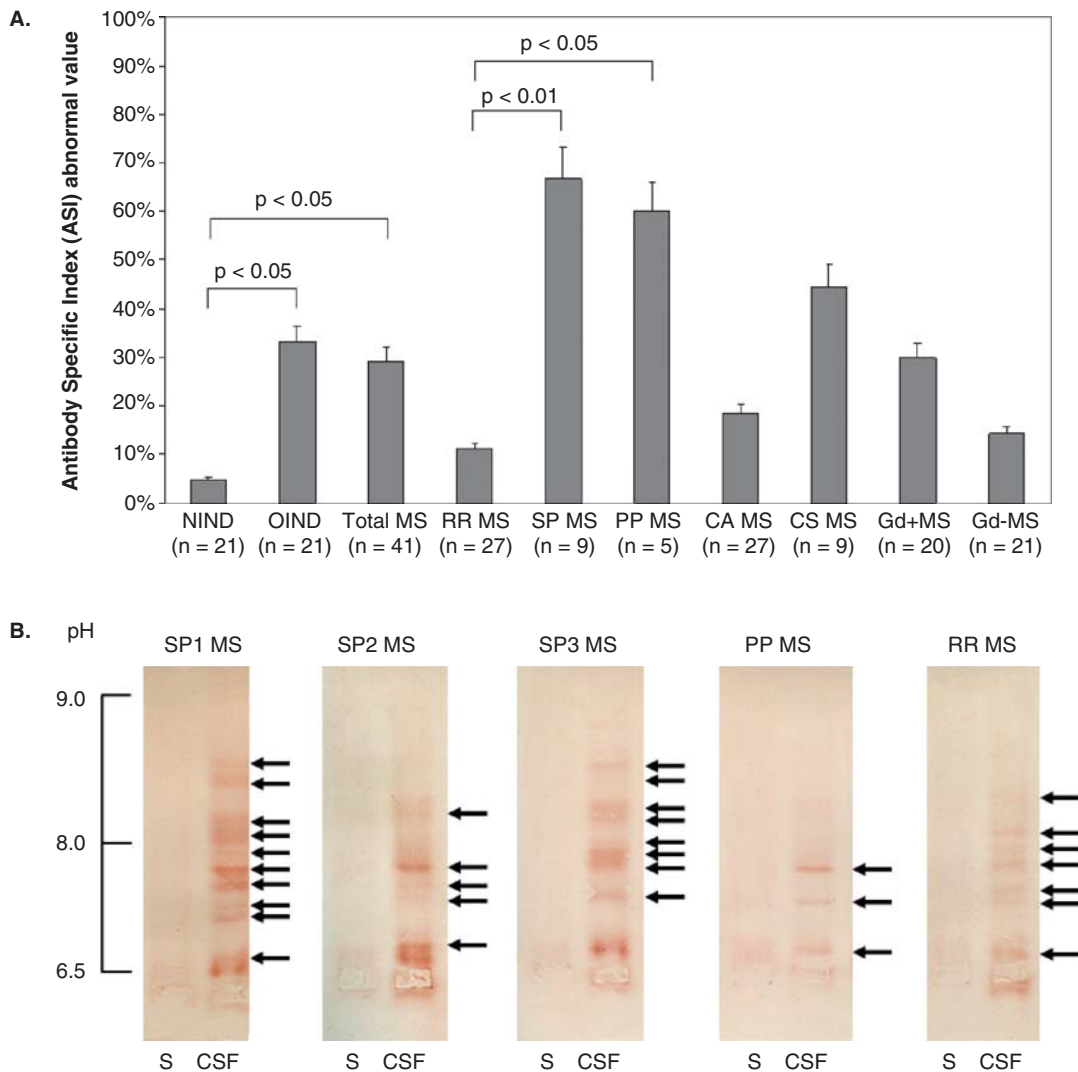 A.
Antibody Specific Index (ASI) abnormal value
100%
90%
80%
70%
60%
50%
40%
30%
20%
10%
0%
p < 0.05
p < 0.01
p < 0.05
p < 0.05
NIND OIND Total MS RR MS SP MS PP MS CA MS CS MS Gd+MS Gd-MS
(n = 21) (n = 21) (n = 41) (n = 27) (n = 9) (n = 5) (n = 27) (n = 9) (n = 20) (n = 21)
B. pH SP1 MS SP2 MS SP3 MS PP MS RR MS
9.0
8.0
6.5
S CSF S CSF S CSF S CSF S CSF